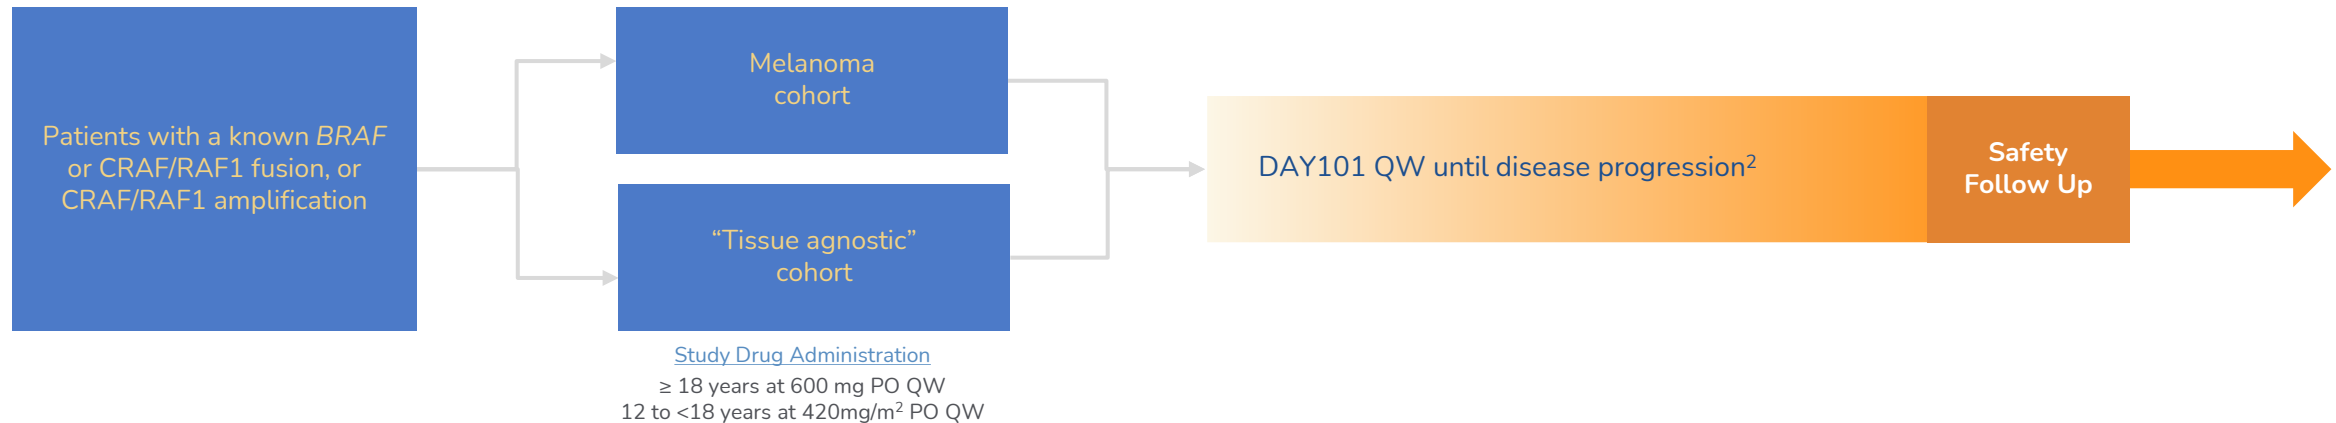 Patients with a known BRAF
or CRAF/RAF1 fusion, or
CRAF/RAF1 amplification
Melanoma
cohort
“Tissue agnostic”
cohort
Study Drug Administration
≥ 18 years at 600 mg PO QW
12 to <18 years at 420mg/m² PO QW
DAY101 QW until disease progression²
Safety
Follow Up